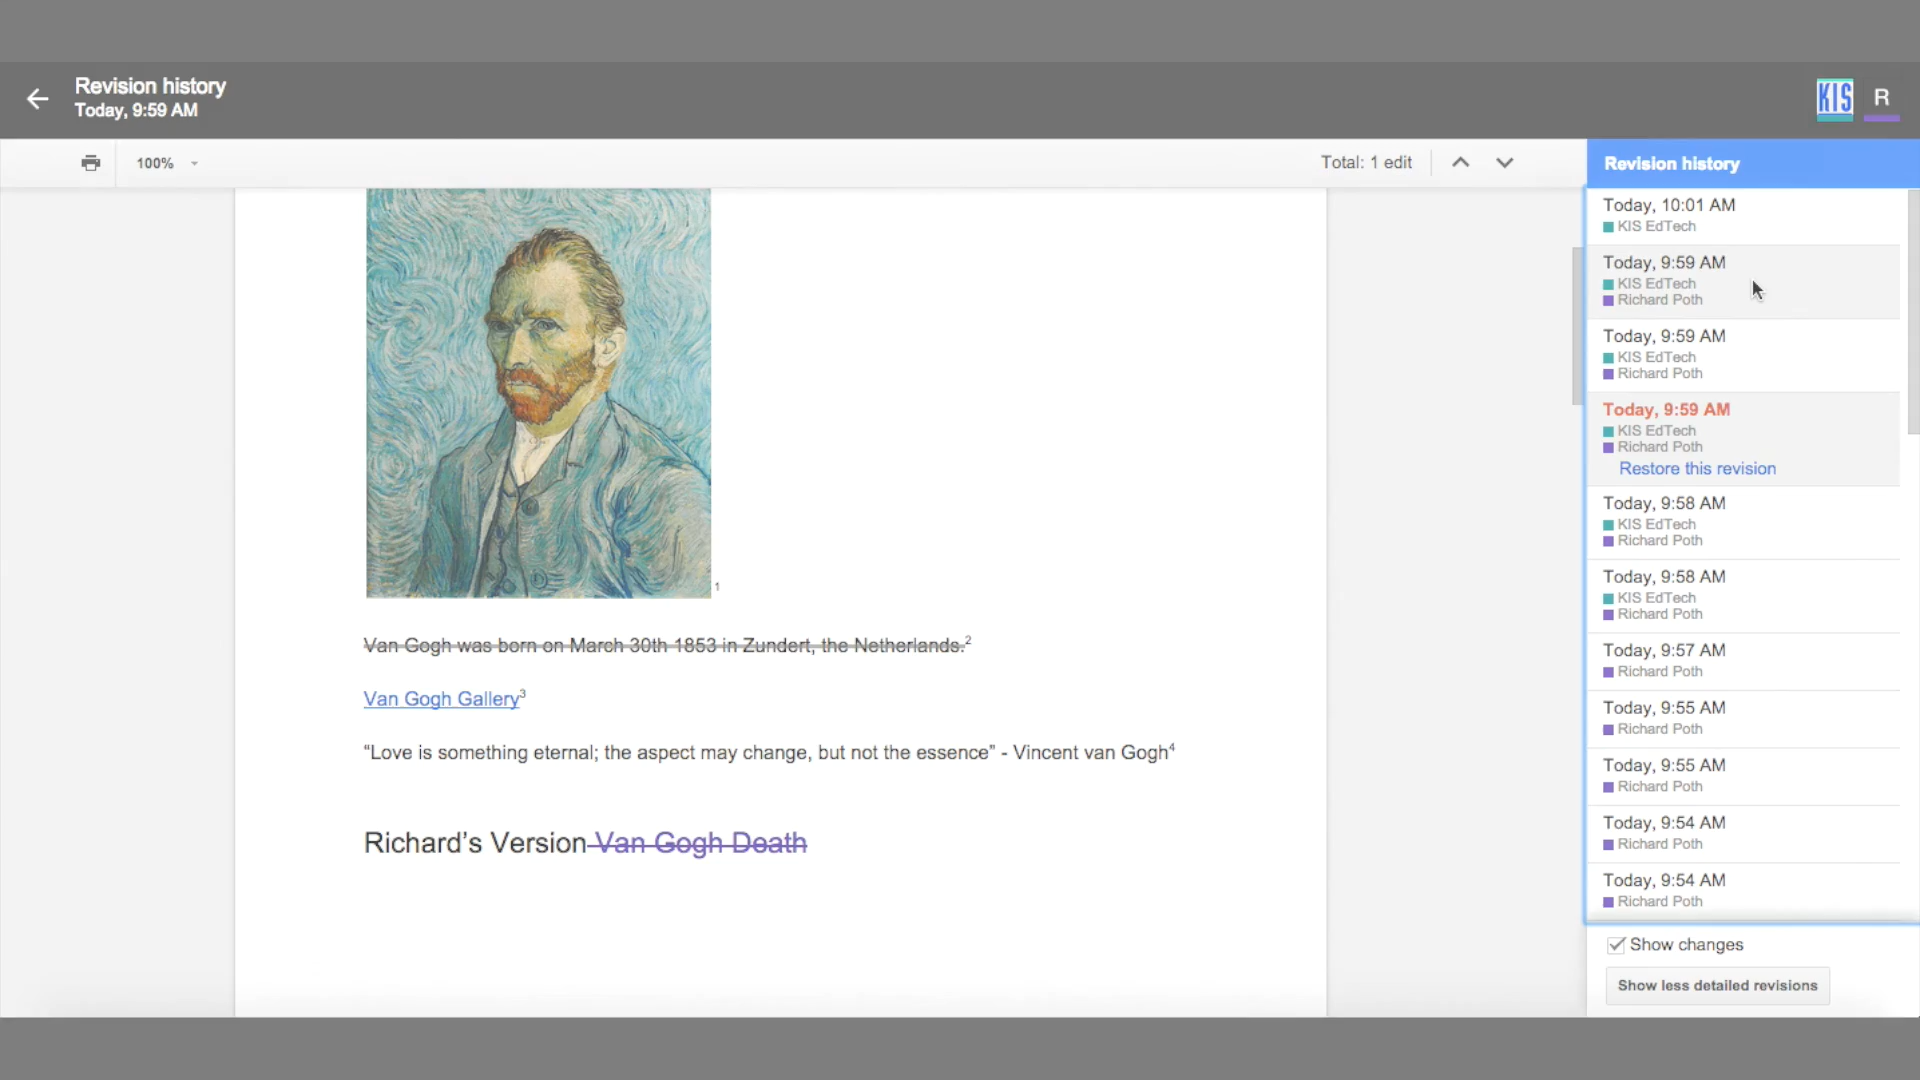 Revision history
Today, 9:59 AM
KIS
R
100%
Total: 1 edit
Revision history
Today, 10:01 AM
KIS EdTech
Today, 9:59 AM
KIS EdTech
Richard Poth
Today, 9:59 AM
KIS EdTech
Richard Poth
Today, 9:59 AM
KIS EdTech
Richard Poth
Restore this revision
Today, 9:58 AM
KIS EdTech
Richard Poth
Today, 9:58 AM
KIS EdTech
Richard Poth
Today, 9:57 AM
Richard Poth
Today, 9:55 AM
Richard Poth
Today, 9:55 AM
Richard Poth
Today, 9:54 AM
Richard Poth
Today, 9:54 AM
Richard Poth
Show changes
Show less detailed revisions
1
Van Gogh was born on March 30th 1853 in Zundert, the Netherlands.2
Van Gogh Gallery3
“Love is something eternal; the aspect may change, but not the essence” - Vincent van Gogh4
Richard’s Version Van Gogh Death